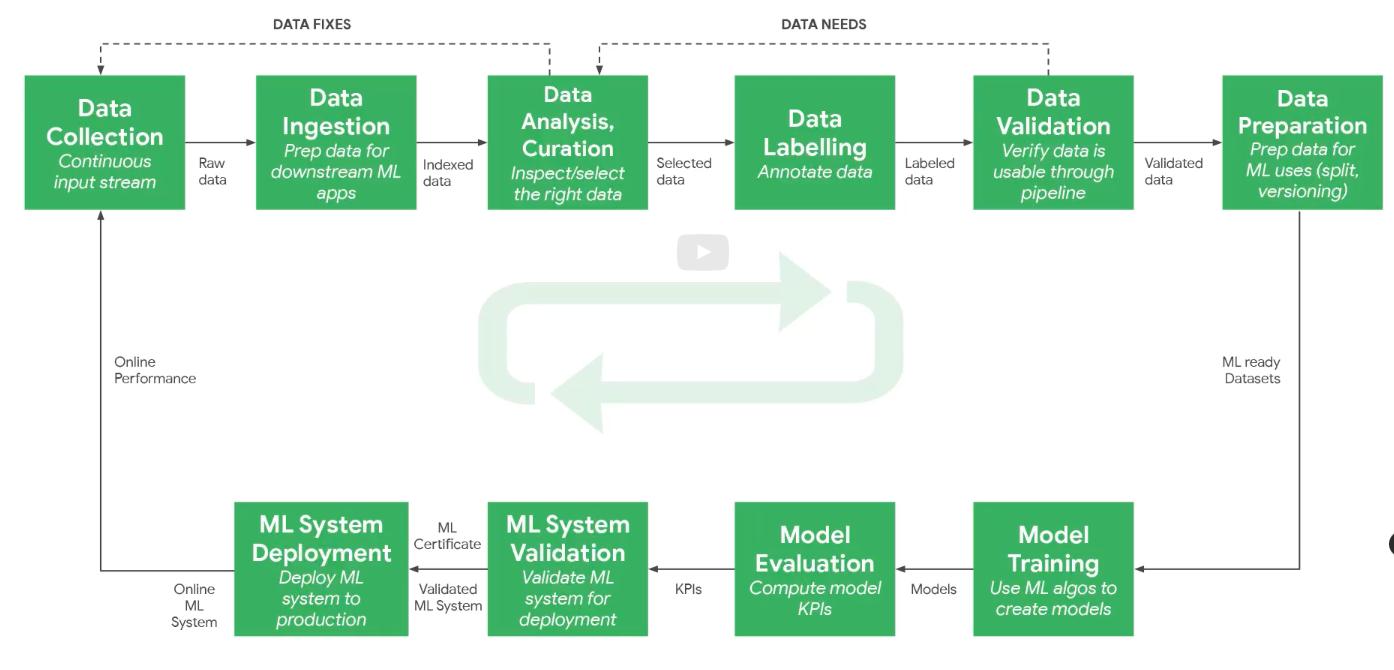 DATA FIXES
DATA NEEDS
Data
Collection
Continuous
input stream
Raw
data
Data
Ingestion
Prep data for
downstream ML
apps
Indexed
data
Data
Analysis,
Curation
Inspect/select
the right data
Selected
data
Data
Labelling
Annotate data
Labeled
data
Data
Validation
Verify data is
usable through
pipeline
Validated
data
Data
Preparation
Prep data for
ML uses (split,
versioning)
ML ready
Datasets
Model
Training
Use ML algos to
create models
Models
Model
Evaluation
Compute model
KPIs
KPIs
ML System
Validation
Validate ML
system for
deployment
ML
Certificate
Validated
ML System
ML System
Deployment
Deploy ML
system to
production
Online
ML
System
Online
Performance